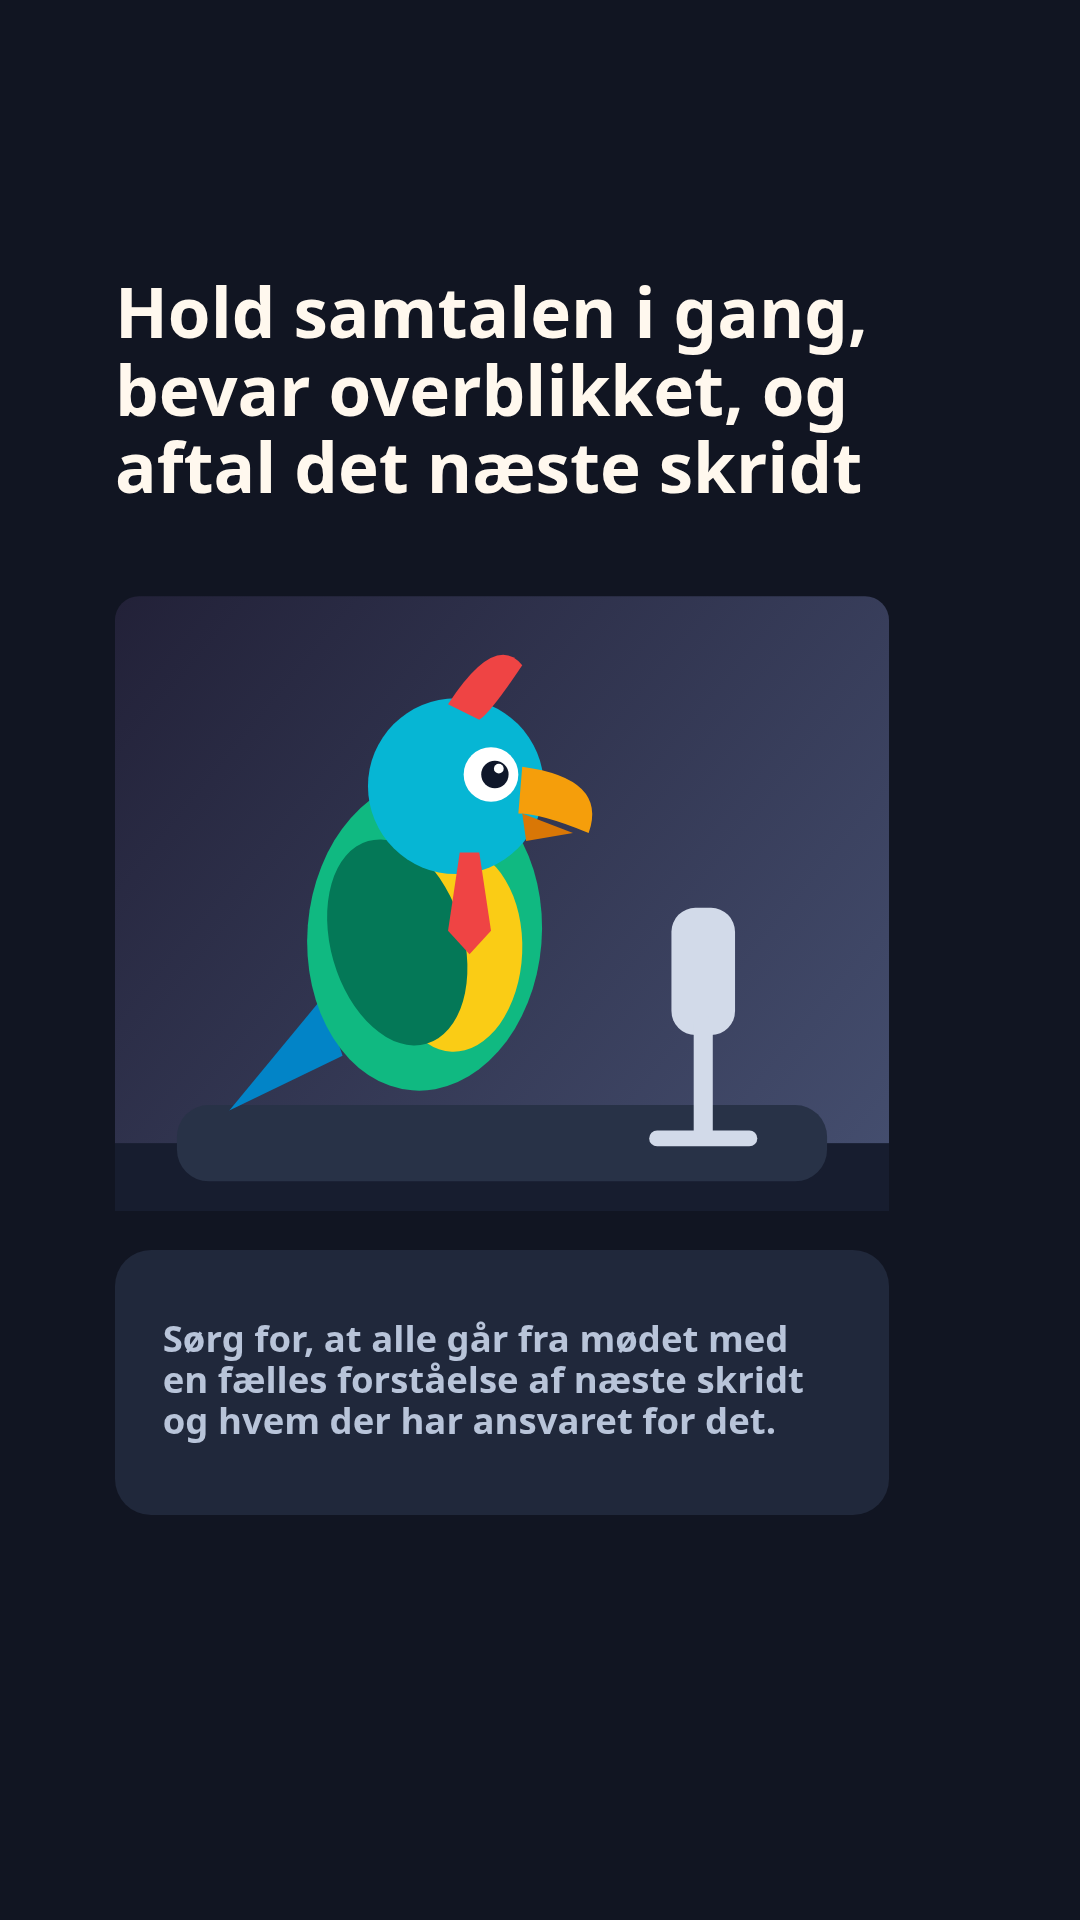 Hold samtalen i gang,
bevar overblikket, og
aftal det næste skridt
Sørg for, at alle går fra mødet med
en fælles forståelse af næste skridt
og hvem der har ansvaret for det.